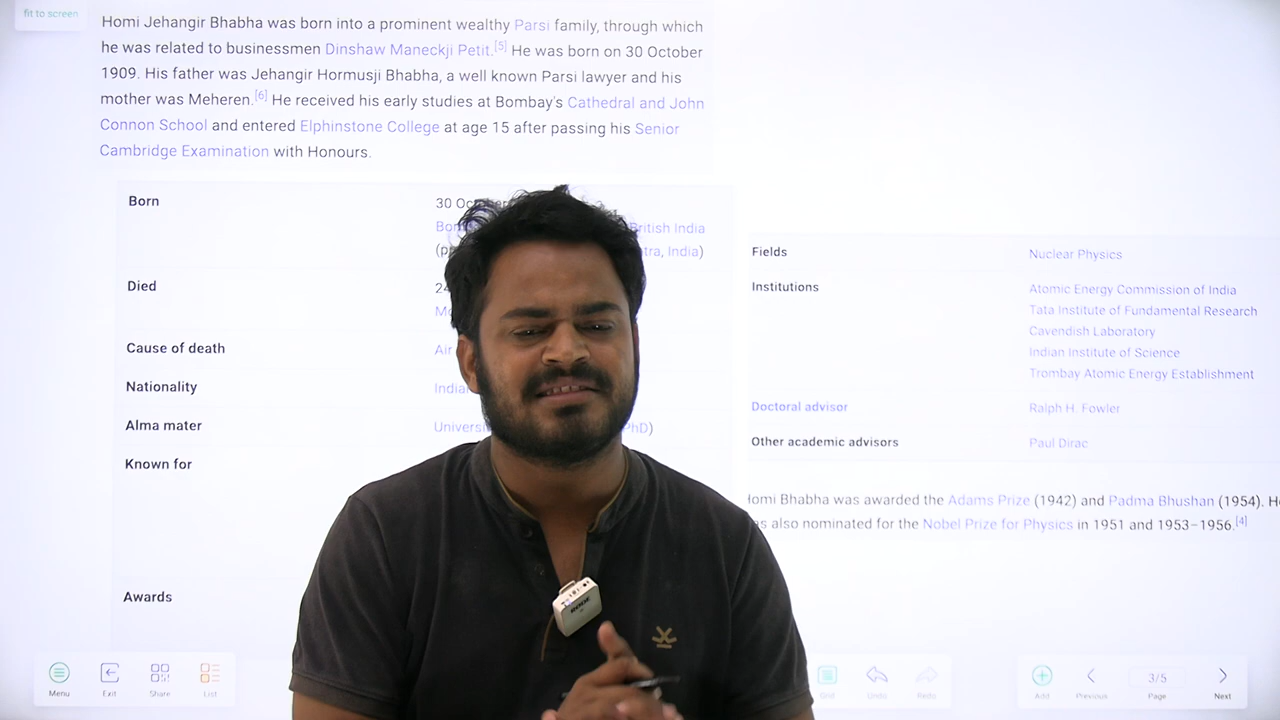 fit to screen
Homi Jehangir Bhabha was born into a prominent wealthy Parsi family, through which
he was related to businessmen Dinshaw Maneckji Petit.[5] He was born on 30 October
1909. His father was Jehangir Hormusji Bhabha, a well known Parsi lawyer and his
mother was Meheren.[6] He received his early studies at Bombay's Cathedral and John
Connon School and entered Elphinstone College at age 15 after passing his Senior
Cambridge Examination with Honours.
Born
30
British India
India)
Died
Cause of death
Air
Nationality
Alma mater
PhD)
Known for
Awards
Fields
Nuclear Physics
Institutions
Atomic Energy Commission of India
Tata Institute of Fundamental Research
Cavendish Laboratory
Indian Institute of Science
Trombay Atomic Energy Establishment
Doctoral advisor
Ralph H. Fowler
Other academic advisors
Paul Dirac
Bhabha was awarded the Adams Prize (1942) and Padma Bhushan (1954).
also nominated for the Nobel Prize for Physics in 1951 and 1953–1956.[4]
RODE
Menu
Exit
Share
List
Grid
Undo
Redo
Add
Previous
3/5
Page
Next